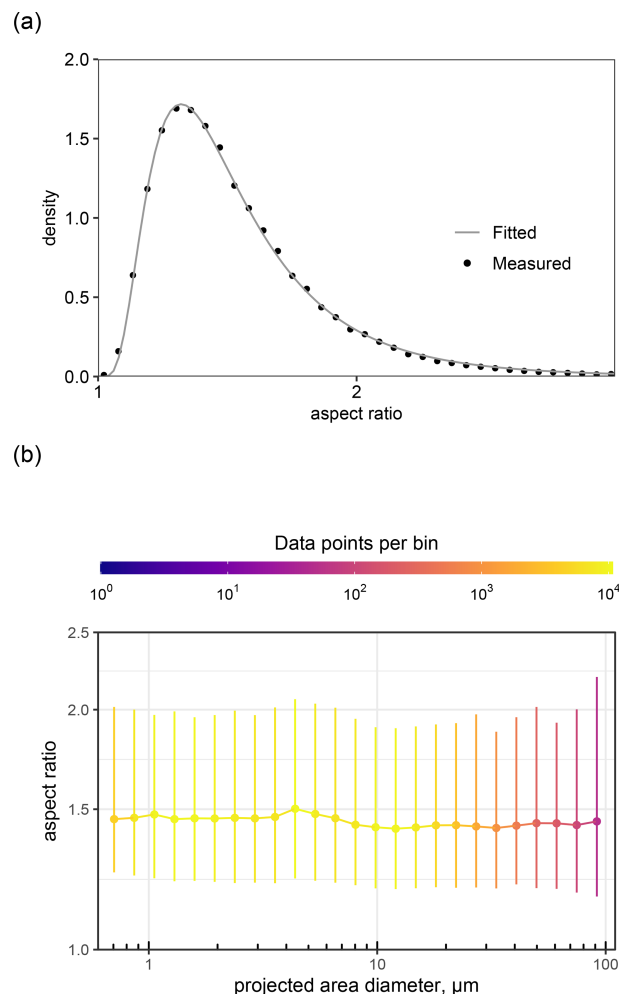 (a)
2.0
1.5
1.0
0.5
0.0
density
Fitted
Measured
1 2
aspect ratio
(b)
Data points per bin
10⁰ 10¹ 10² 10³ 10⁴
2.5
2.0
1.5
1.0
aspect ratio
1 10 100
projected area diameter, µm